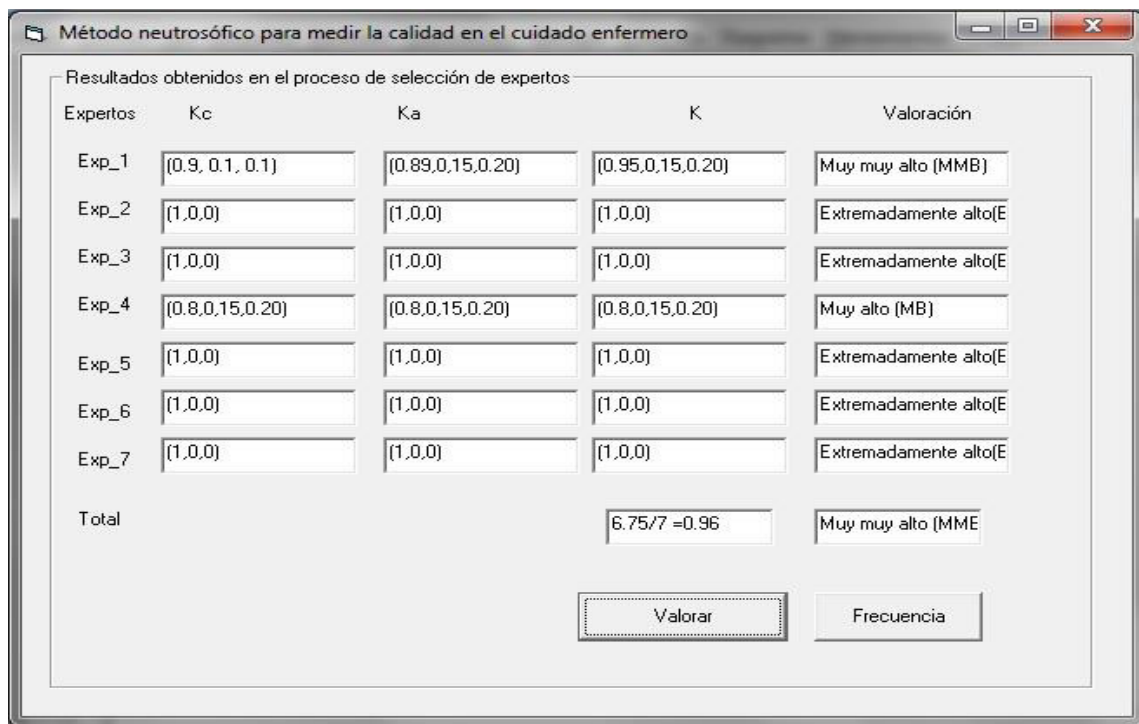 Método neutrosófico para medir la calidad en el cuidado enfermero
Resultados obtenidos en el proceso de selección de expertos
Expertos Kc Ka K Valoración
Exp_1 (0.9, 0.1, 0.1) (0.89,0,15,0.20) (0.95,0,15,0.20) Muy muy alto (MMB)
Exp_2 (1,0,0) (1,0,0) (1,0,0) Extremadamente alto(E
Exp_3 (1,0,0) (1,0,0) (1,0,0) Extremadamente alto(E
Exp_4 (0.8,0,15,0.20) (0.8,0,15,0.20) (0.8,0,15,0.20) Muy alto (MB)
Exp_5 (1,0,0) (1,0,0) (1,0,0) Extremadamente alto(E
Exp_6 (1,0,0) (1,0,0) (1,0,0) Extremadamente alto(E
Exp_7 (1,0,0) (1,0,0) (1,0,0) Extremadamente alto(E
Total 6.75/7 =0.96 Muy muy alto (MME
Valorar Frecuencia